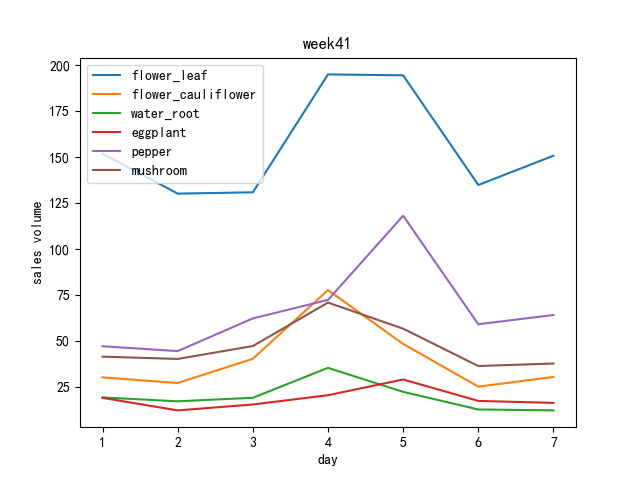 week41
200
175
150
125
100
75
50
25
sales volume
flower_leaf
flower_cauliflower
water_root
eggplant
pepper
mushroom
1 2 3 4 5 6 7
day